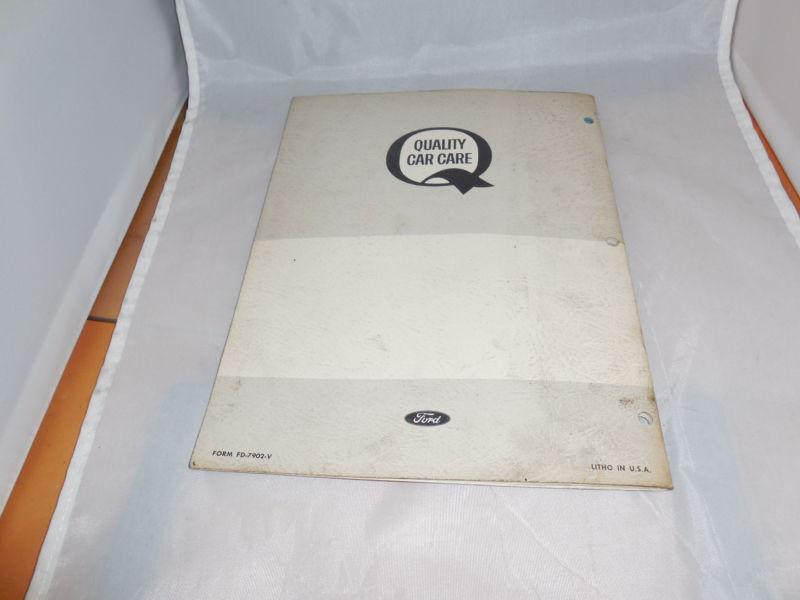 QUALITY
CAR CARE
Ford
FORM FD-7902-V
LITHO IN U.S.A.